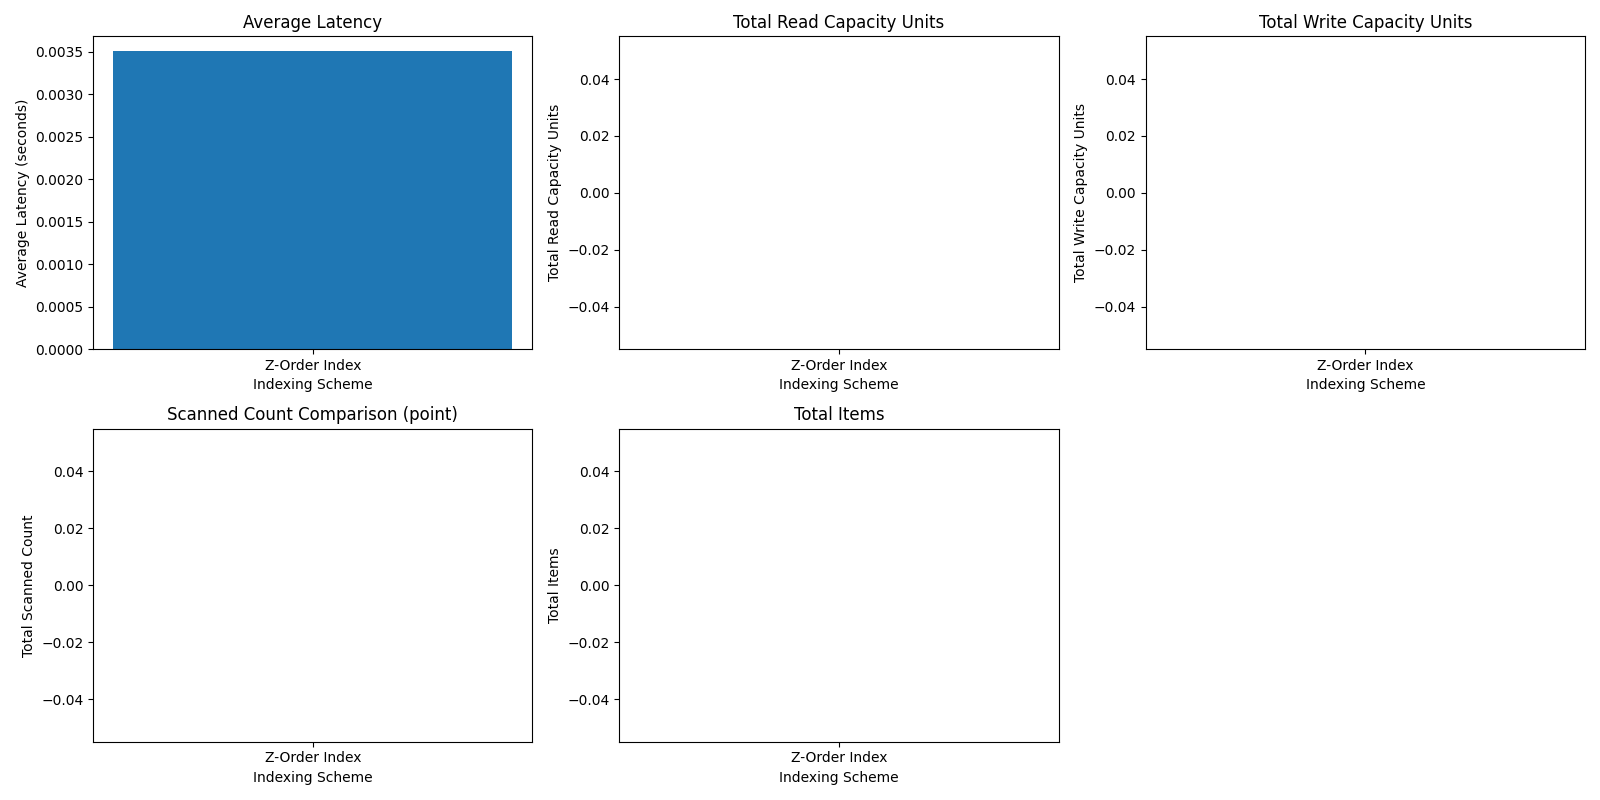 Average Latency
Average Latency (seconds)
0.0035
0.0030
0.0025
0.0020
0.0015
0.0010
0.0005
0.0000
Z-Order Index
Indexing Scheme
Total Read Capacity Units
Total Read Capacity Units
0.04
0.02
0.00
−0.02
−0.04
Z-Order Index
Indexing Scheme
Total Write Capacity Units
Total Write Capacity Units
0.04
0.02
0.00
−0.02
−0.04
Z-Order Index
Indexing Scheme
Scanned Count Comparison (point)
Total Scanned Count
0.04
0.02
0.00
−0.02
−0.04
Z-Order Index
Indexing Scheme
Total Items
Total Items
0.04
0.02
0.00
−0.02
−0.04
Z-Order Index
Indexing Scheme